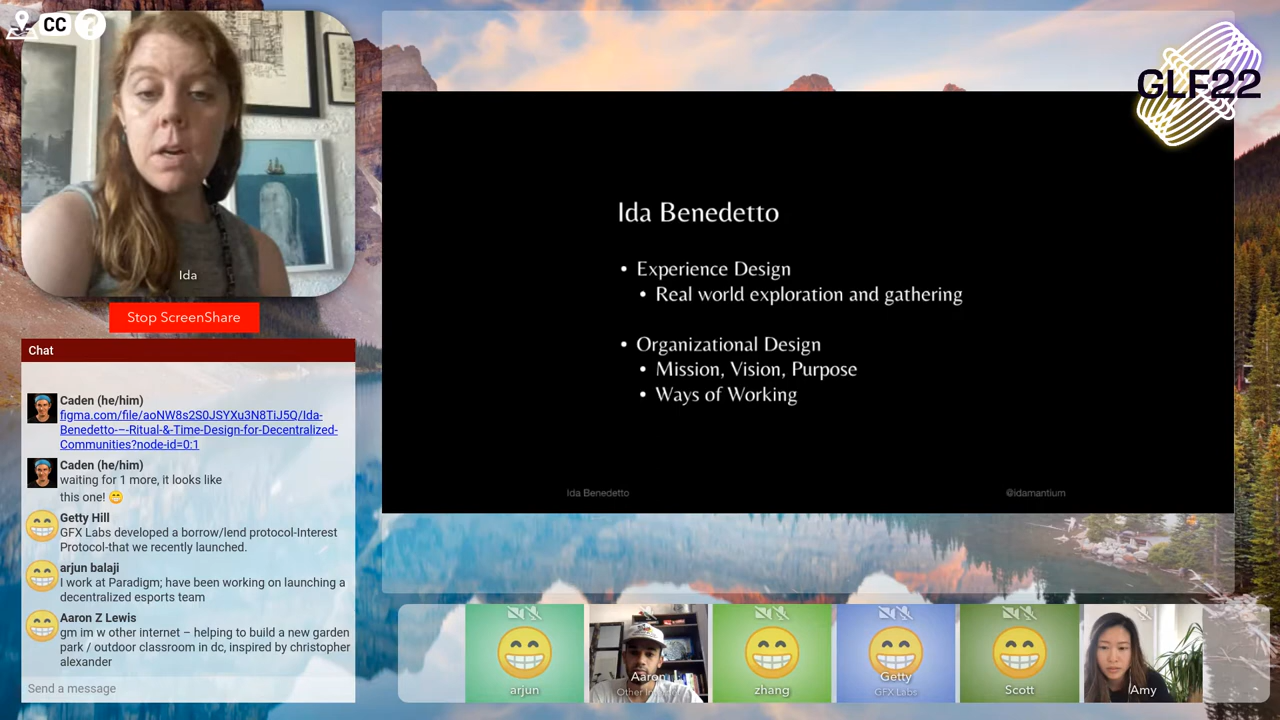 CC
?
GLF22
Ida
Stop ScreenShare
Ida Benedetto
• Experience Design
• Real world exploration and gathering
• Organizational Design
• Mission, Vision, Purpose
• Ways of Working
Ida Benedetto
@idamantium
Chat
Caden (he/him)
figma.com/file/aoNW8s2S0JSYXu3N8TiJ5Q/Ida-
Benedetto-–-Ritual-&-Time-Design-for-Decentralized-
Communities?node-id=0:1
Caden (he/him)
waiting for 1 more, it looks like
this one! 😁
Getty Hill
GFX Labs developed a borrow/lend protocol-Interest
Protocol-that we recently launched.
arjun balaji
I work at Paradigm; have been working on launching a
decentralized esports team
Aaron Z Lewis
gm im w other internet – helping to build a new garden
park / outdoor classroom in dc, inspired by christopher
alexander
Send a message
arjun
Aaron
Other
zhang
Getty
GFX Labs
Scott
Amy